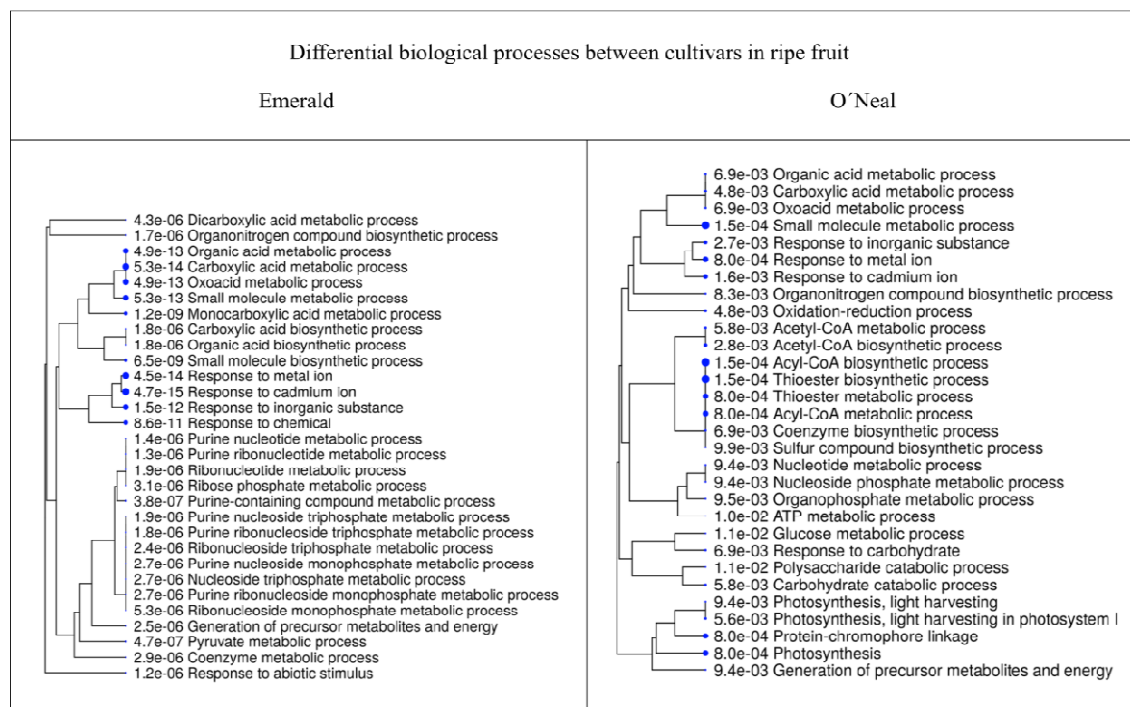 Differential biological processes between cultivars in ripe fruit
Emerald
O´Neal
4.3e-06 Dicarboxylic acid metabolic process
1.7e-06 Organonitrogen compound biosynthetic process
4.9e-13 Organic acid metabolic process
5.3e-14 Carboxylic acid metabolic process
4.9e-13 Oxoacid metabolic process
5.3e-13 Small molecule metabolic process
1.2e-09 Monocarboxylic acid metabolic process
1.8e-06 Carboxylic acid biosynthetic process
1.8e-06 Organic acid biosynthetic process
6.5e-09 Small molecule biosynthetic process
4.5e-14 Response to metal ion
4.7e-15 Response to cadmium ion
1.5e-12 Response to inorganic substance
8.6e-11 Response to chemical
1.4e-06 Purine nucleotide metabolic process
1.3e-06 Purine ribonucleotide metabolic process
1.9e-06 Ribonucleotide metabolic process
3.1e-06 Ribose phosphate metabolic process
3.8e-07 Purine-containing compound metabolic process
1.9e-06 Purine nucleoside triphosphate metabolic process
1.8e-06 Purine ribonucleoside triphosphate metabolic process
2.4e-06 Ribonucleoside triphosphate metabolic process
2.7e-06 Purine nucleoside monophosphate metabolic process
2.7e-06 Nucleoside triphosphate metabolic process
2.7e-06 Purine ribonucleoside monophosphate metabolic process
5.3e-06 Ribonucleoside monophosphate metabolic process
2.5e-06 Generation of precursor metabolites and energy
4.7e-07 Pyruvate metabolic process
2.9e-06 Coenzyme metabolic process
1.2e-06 Response to abiotic stimulus
6.9e-03 Organic acid metabolic process
4.8e-03 Carboxylic acid metabolic process
6.9e-03 Oxoacid metabolic process
1.5e-04 Small molecule metabolic process
2.7e-03 Response to inorganic substance
8.0e-04 Response to metal ion
1.6e-03 Response to cadmium ion
8.3e-03 Organonitrogen compound biosynthetic process
4.8e-03 Oxidation-reduction process
5.8e-03 Acetyl-CoA metabolic process
2.8e-03 Acetyl-CoA biosynthetic process
1.5e-04 Acyl-CoA biosynthetic process
1.5e-04 Thioester biosynthetic process
8.0e-04 Thioester metabolic process
8.0e-04 Acyl-CoA metabolic process
6.9e-03 Coenzyme biosynthetic process
9.9e-03 Sulfur compound biosynthetic process
9.4e-03 Nucleotide metabolic process
9.4e-03 Nucleoside phosphate metabolic process
9.5e-03 Organophosphate metabolic process
1.0e-02 ATP metabolic process
1.1e-02 Glucose metabolic process
6.9e-03 Response to carbohydrate
1.1e-02 Polysaccharide catabolic process
5.8e-03 Carbohydrate catabolic process
9.4e-03 Photosynthesis, light harvesting
5.6e-03 Photosynthesis, light harvesting in photosystem I
8.0e-04 Protein-chromophore linkage
8.0e-04 Photosynthesis
9.4e-03 Generation of precursor metabolites and energy